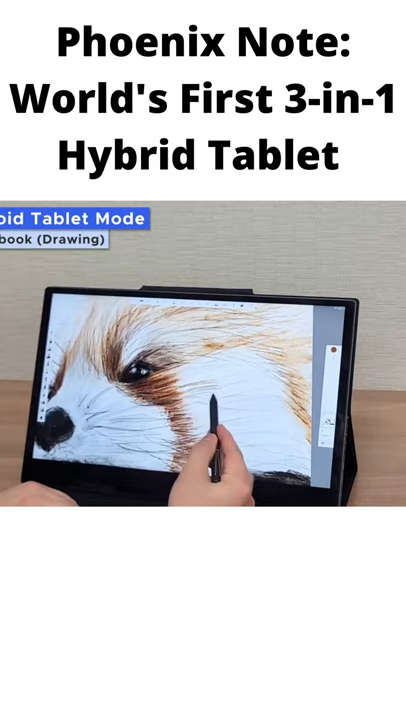 Phoenix Note:
World's First 3-in-1
Hybrid Tablet
oid Tablet Mode
book (Drawing)